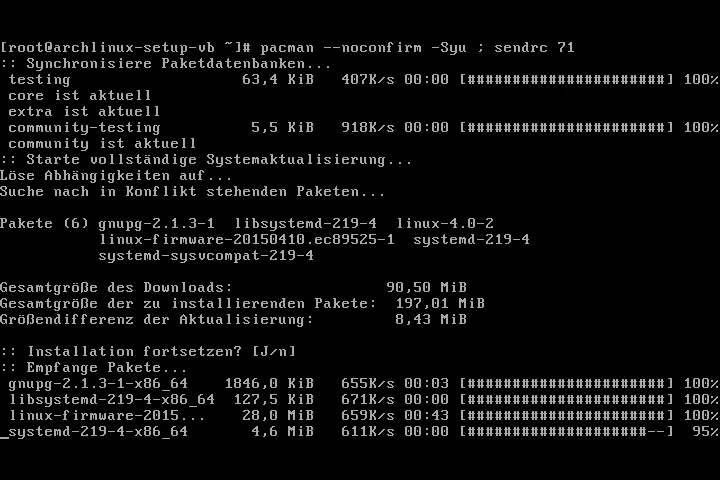 [root@archlinux-setup-vb ~]# pacman --noconfirm -Syu ; sendrc 71
:: Synchronisiere Paketdatenbanken...
 testing                   63,4 KiB   407K/s 00:00 [######################] 100%
 core ist aktuell
 extra ist aktuell
 community-testing          5,5 KiB   918K/s 00:00 [######################] 100%
 community ist aktuell
:: Starte vollständige Systemaktualisierung...
Löse Abhängigkeiten auf...
Suche nach in Konflikt stehenden Paketen...
Pakete (6) gnupg-2.1.3-1  libsystemd-219-4  linux-4.0-2
           linux-firmware-20150410.ec89525-1  systemd-219-4
           systemd-sysvcompat-219-4
Gesamtgröße des Downloads:                 90,50 MiB
Gesamtgröße der zu installierenden Pakete:  197,01 MiB
Größendifferenz der Aktualisierung:         8,43 MiB
:: Installation fortsetzen? [J/n]
:: Empfange Pakete...
 gnupg-2.1.3-1-x86_64    1846,0 KiB   655K/s 00:03 [######################] 100%
 libsystemd-219-4-x86_64  127,5 KiB   671K/s 00:00 [######################] 100%
 linux-firmware-2015...    28,0 MiB   659K/s 00:43 [######################] 100%
_systemd-219-4-x86_64       4,6 MiB   611K/s 00:00 [####################--]  95%